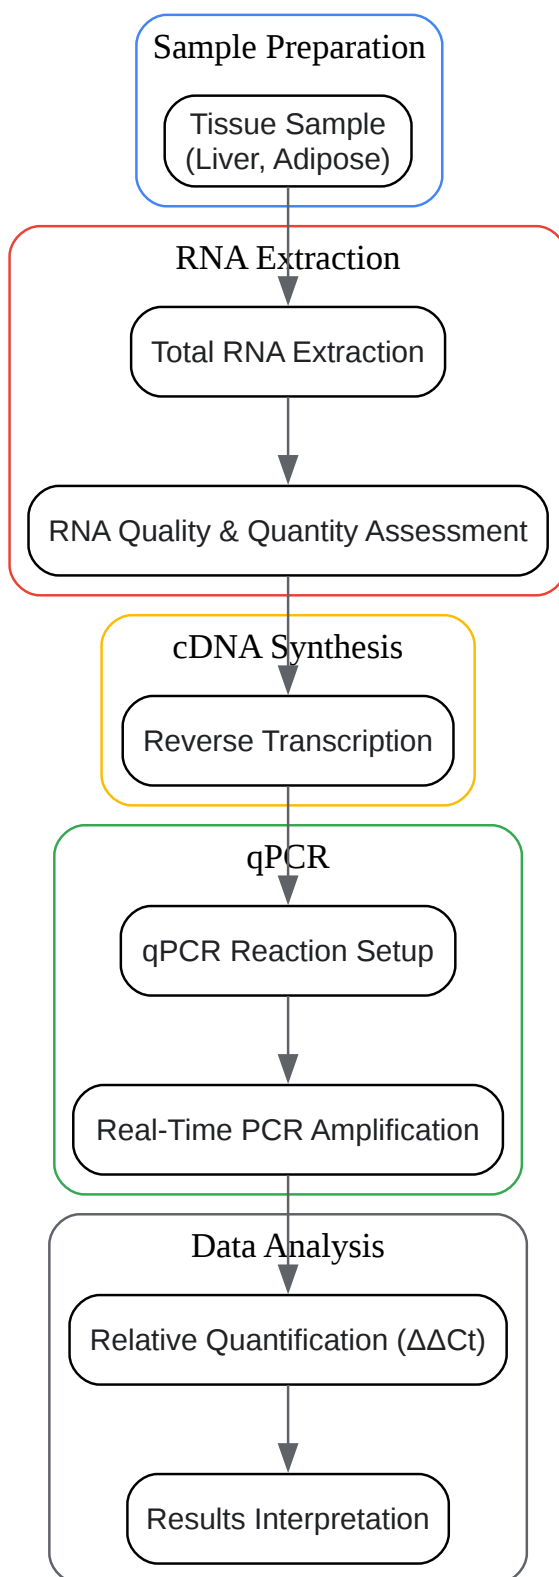 Sample Preparation
Tissue Sample
(Liver, Adipose)
RNA Extraction
Total RNA Extraction
RNA Quality & Quantity Assessment
cDNA Synthesis
Reverse Transcription
qPCR
qPCR Reaction Setup
Real-Time PCR Amplification
Data Analysis
Relative Quantification (ΔΔCt)
Results Interpretation